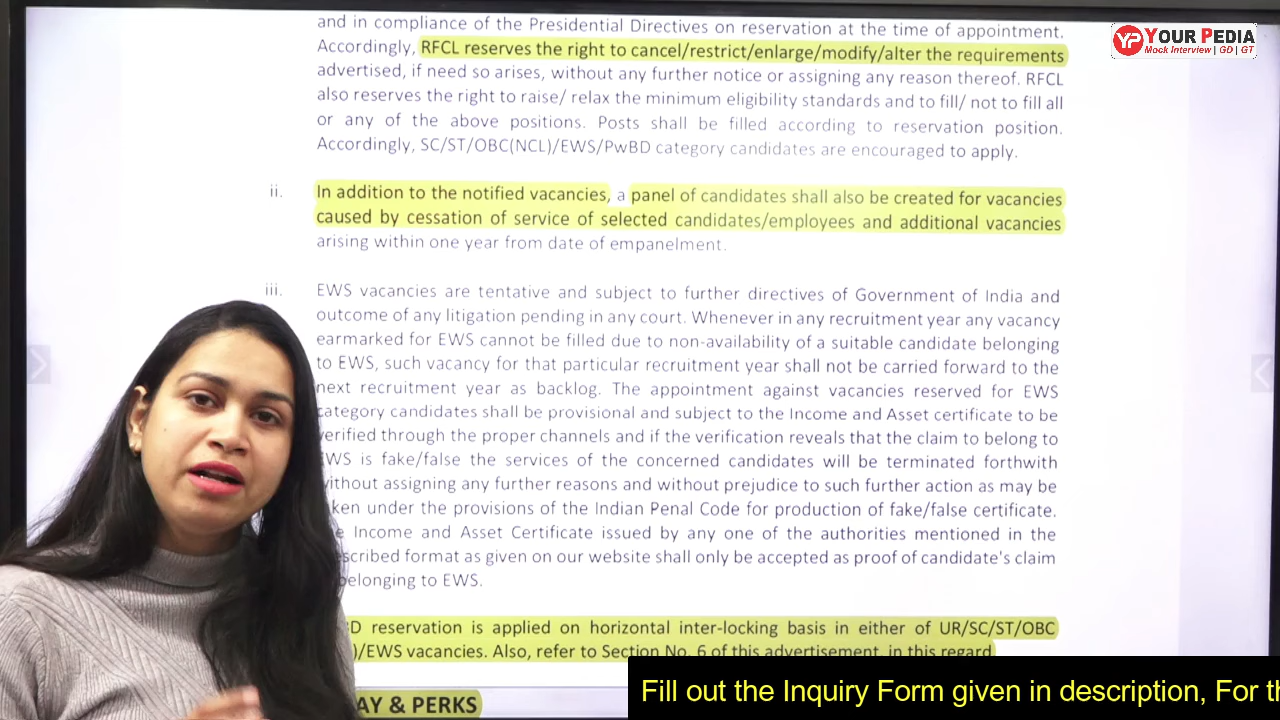 and in compliance of the Presidential Directives on reservation at the time of appointment.
YOUR PEDIA
Mock Interview | GD | GT
Accordingly, RFCL reserves the right to cancel/restrict/enlarge/modify/alter the requirements
advertised, if need so arises, without any further notice or assigning any reason thereof. RFCL
also reserves the right to raise/ relax the minimum eligibility standards and to fill/ not to fill all
or any of the above positions. Posts shall be filled according to reservation position.
Accordingly, SC/ST/OBC(NCL)/EWS/PwBD category candidates are encouraged to apply.
ii. In addition to the notified vacancies, a panel of candidates shall also be created for vacancies
caused by cessation of service of selected candidates/employees and additional vacancies
arising within one year from date of empanelment.
iii. EWS vacancies are tentative and subject to further directives of Government of India and
outcome of any litigation pending in any court. Whenever in any recruitment year any vacancy
earmarked for EWS cannot be filled due to non-availability of a suitable candidate belonging
to EWS, such vacancy for that particular recruitment year shall not be carried forward to the
next recruitment year as backlog. The appointment against vacancies reserved for EWS
category candidates shall be provisional and subject to the Income and Asset certificate to be
verified through the proper channels and if the verification reveals that the claim to belong to
EWS is fake/false the services of the concerned candidates will be terminated forthwith
without assigning any further reasons and without prejudice to such further action as may be
taken under the provisions of the Indian Penal Code for production of fake/false certificate.
Income and Asset Certificate issued by any one of the authorities mentioned in the
format as given on our website shall only be accepted as proof of candidate's claim
belonging to EWS.
D reservation is applied on horizontal inter-locking basis in either of UR/SC/ST/OBC
)/EWS vacancies. Also, refer to Section No. 6 of this advertisement, in this regard
AY & PERKS
Fill out the Inquiry Form given in description, For th